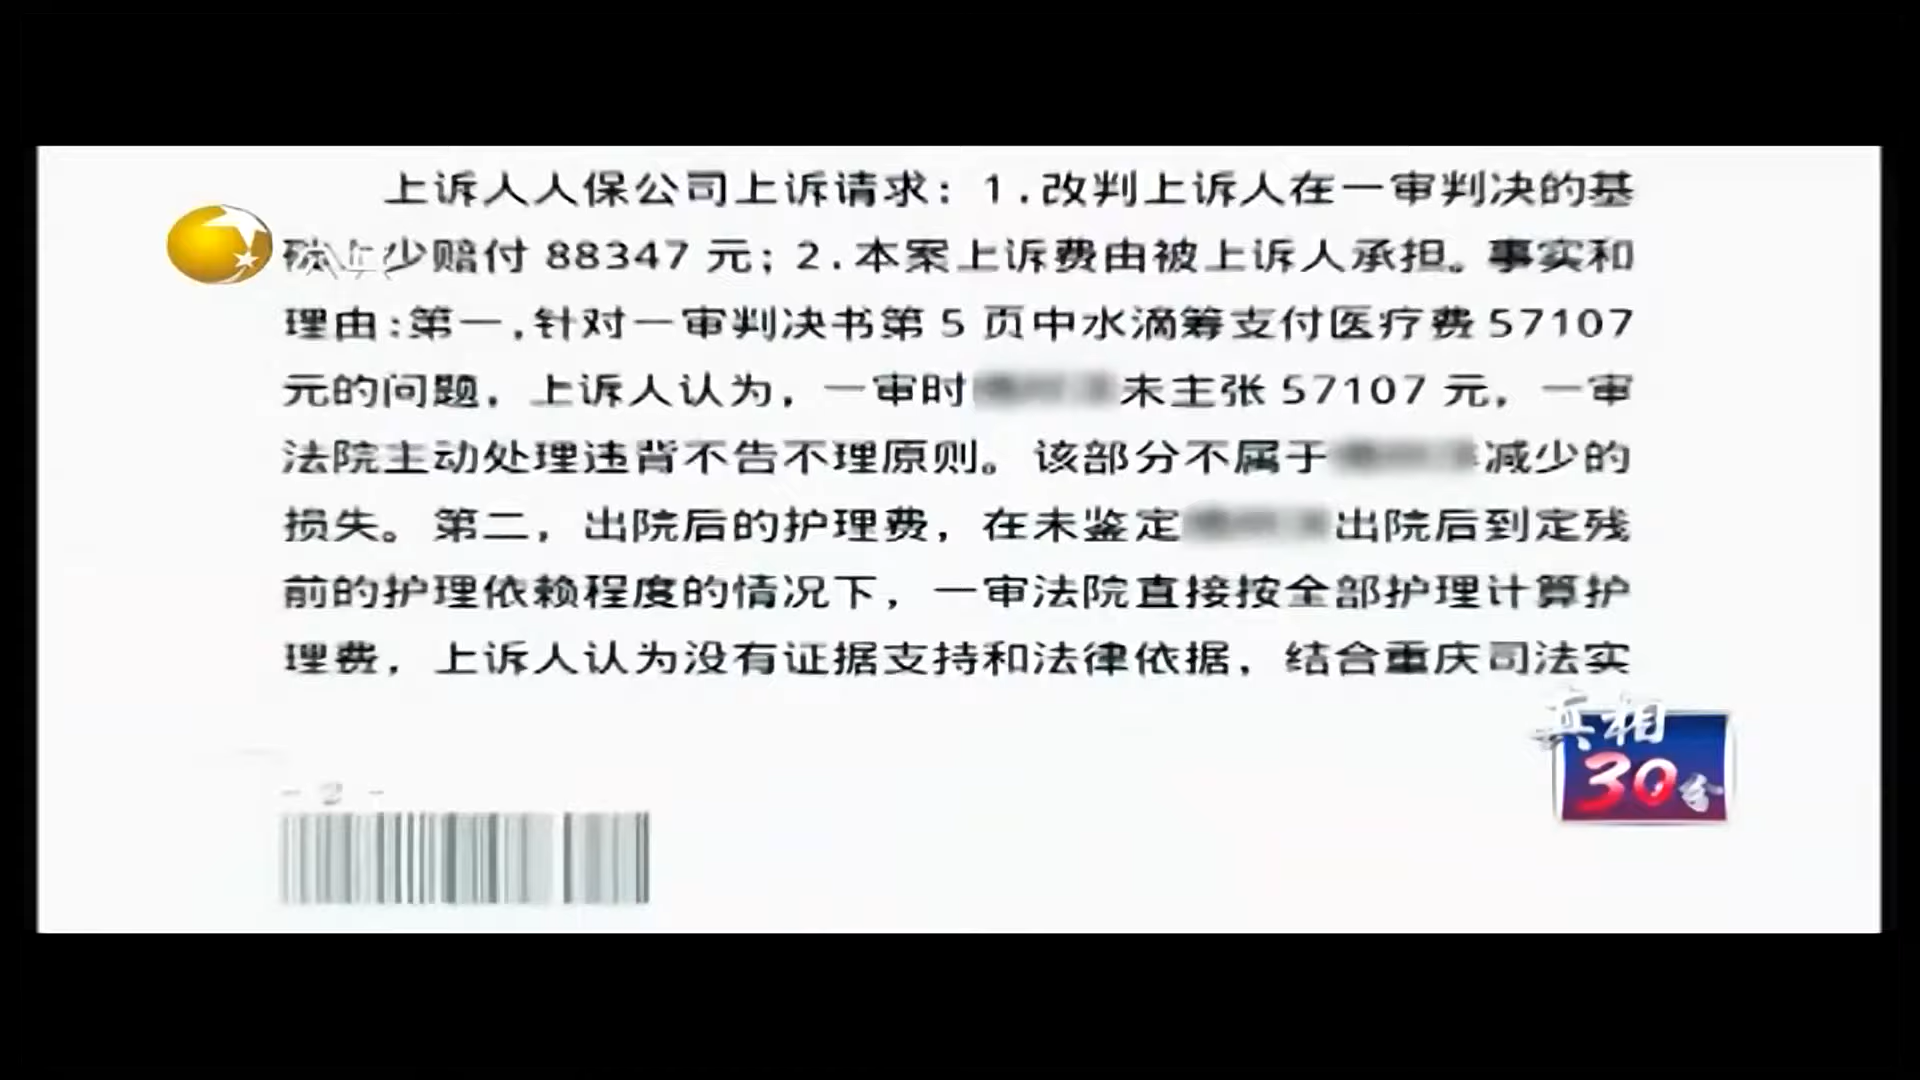 上诉人人保公司上诉请求：1.改判上诉人在一审判决的基
础上少赔付 88347 元；2.本案上诉费由被上诉人承担。事实和
理由:第一,针对一审判决书第 5 页中水滴筹支付医疗费 57107
元的问题，上诉人认为，一审时 未主张 57107 元，一审
法院主动处理违背不告不理原则。该部分不属于 减少的
损失。第二，出院后的护理费，在未鉴定 出院后到定残
前的护理依赖程度的情况下，一审法院直接按全部护理计算护
理费，上诉人认为没有证据支持和法律依据，结合重庆司法实
真相
30分
- 2 -